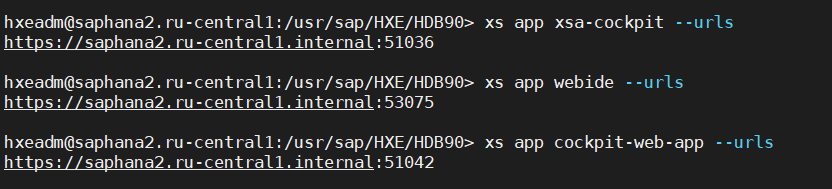 hxeadm@saphana2.ru-central1:/usr/sap/HXE/HDB90> xs app xsa-cockpit --urls
https://saphana2.ru-central1.internal:51036
hxeadm@saphana2.ru-central1:/usr/sap/HXE/HDB90> xs app webide --urls
https://saphana2.ru-central1.internal:53075
hxeadm@saphana2.ru-central1:/usr/sap/HXE/HDB90> xs app cockpit-web-app --urls
https://saphana2.ru-central1.internal:51042